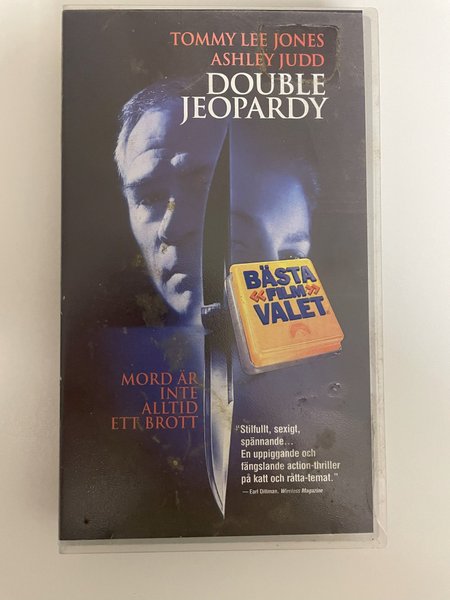 TOMMY LEE JONES
ASHLEY JUDD
DOUBLE
JEOPARDY
BÄSTA
«FILM»
VALET
MORD ÄR
INTE
ALLTID
ETT BROTT
"Stilfullt, sexigt,
spännande...
En uppiggande och
fängslande action-thriller
på katt och råtta-temat."
— Earl Dittman, Wireless Magazine